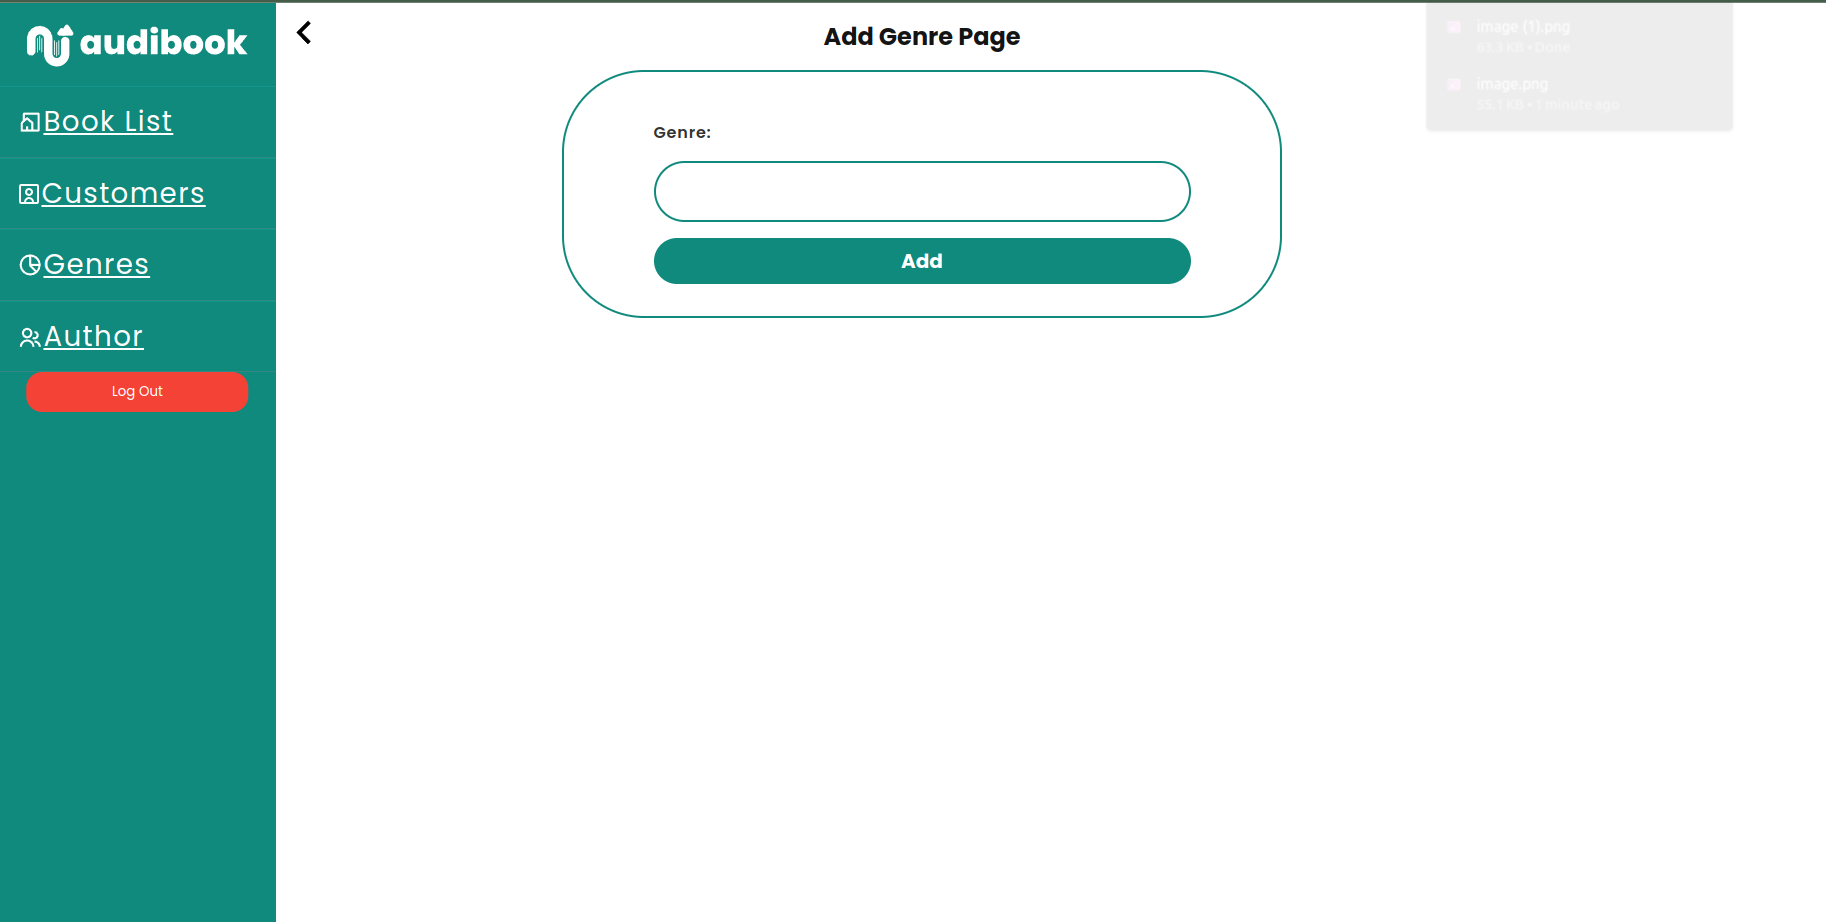 audibook
Book List
Customers
Genres
Author
Log Out
Add Genre Page
Genre:
Add
image (1).png
63.3 KB • Done
image.png
55.1 KB • 1 minute ago